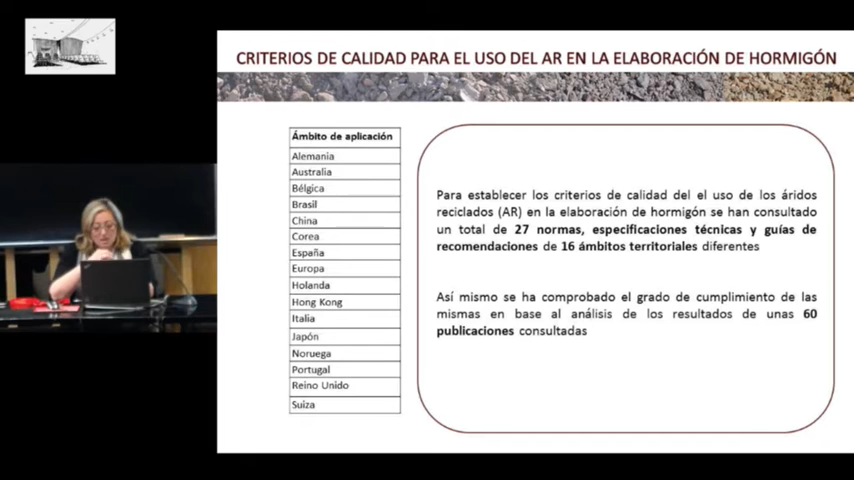 CRITERIOS DE CALIDAD PARA EL USO DEL AR EN LA ELABORACIÓN DE HORMIGÓN
Ámbito de aplicación
Alemania
Australia
Bélgica
Brasil
China
Corea
España
Europa
Holanda
Hong Kong
Italia
Japón
Noruega
Portugal
Reino Unido
Suiza
Para establecer los criterios de calidad del el uso de los áridos
reciclados (AR) en la elaboración de hormigón se han consultado
un total de 27 normas, especificaciones técnicas y guías de
recomendaciones de 16 ámbitos territoriales diferentes
Así mismo se ha comprobado el grado de cumplimiento de las
mismas en base al análisis de los resultados de unas 60
publicaciones consultadas